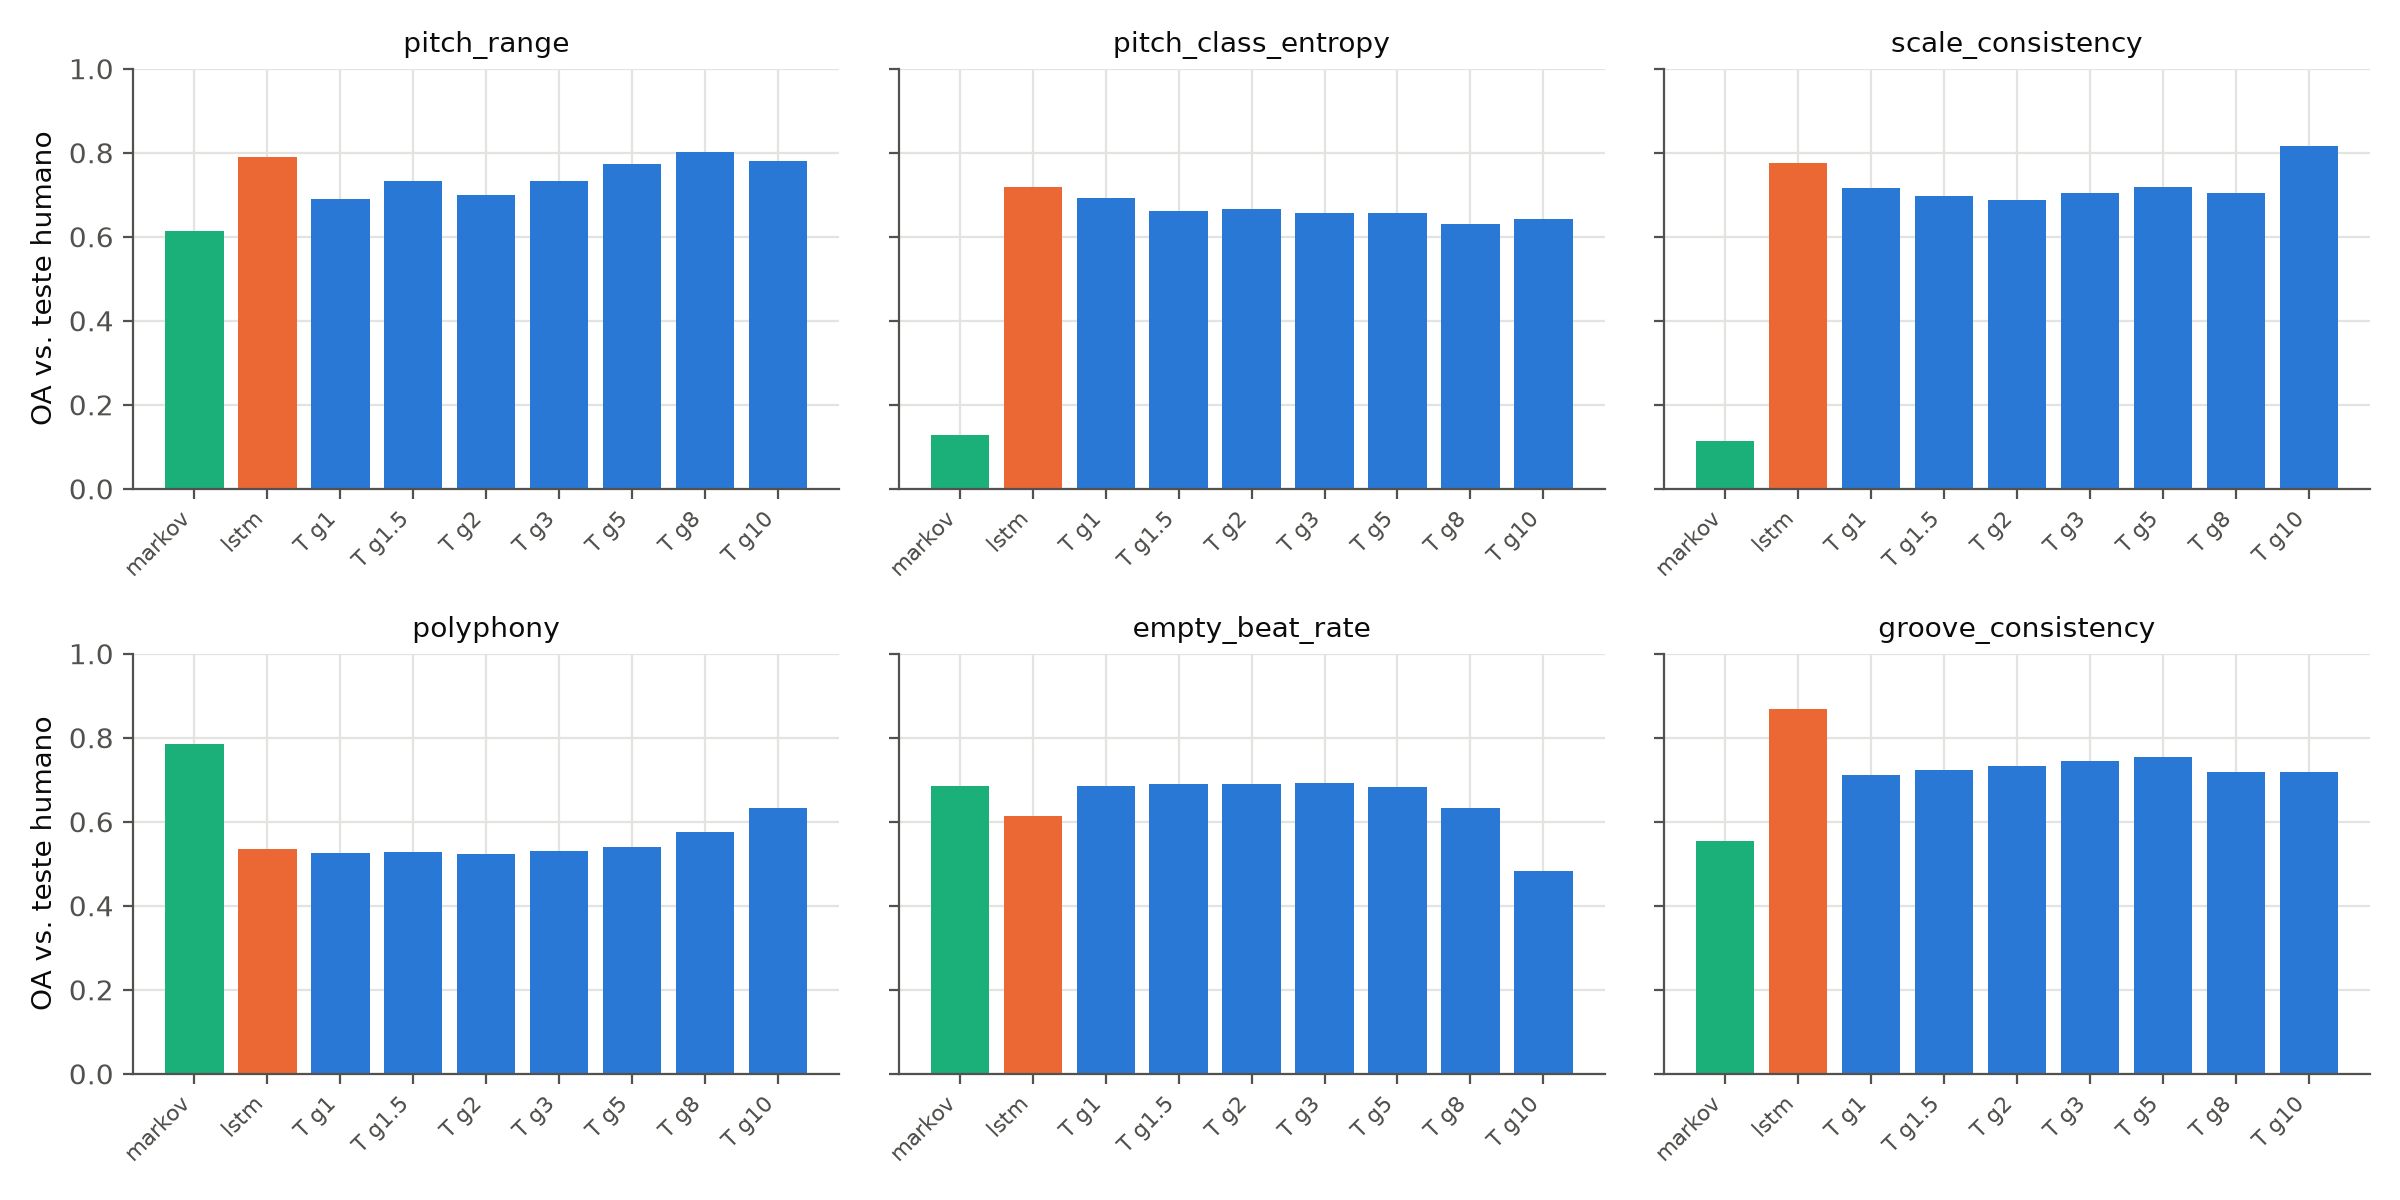 pitch_range
pitch_class_entropy
scale_consistency
OA vs. teste humano
1.0
0.8
0.6
0.4
0.2
0.0
markov lstm T g1 T g1.5 T g2 T g3 T g5 T g8 T g10
markov lstm T g1 T g1.5 T g2 T g3 T g5 T g8 T g10
markov lstm T g1 T g1.5 T g2 T g3 T g5 T g8 T g10
polyphony
empty_beat_rate
groove_consistency
OA vs. teste humano
1.0
0.8
0.6
0.4
0.2
0.0
markov lstm T g1 T g1.5 T g2 T g3 T g5 T g8 T g10
markov lstm T g1 T g1.5 T g2 T g3 T g5 T g8 T g10
markov lstm T g1 T g1.5 T g2 T g3 T g5 T g8 T g10